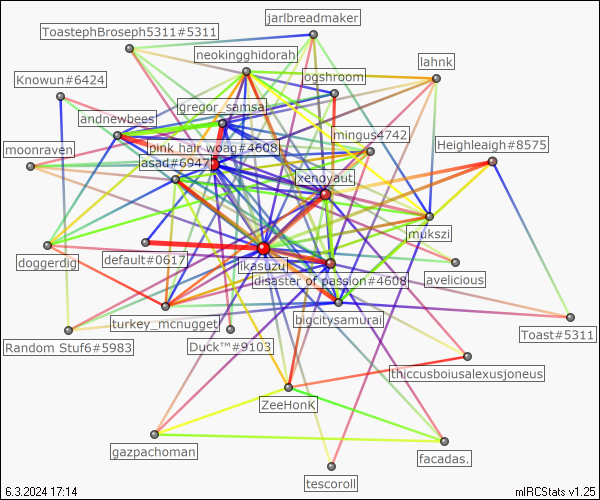 jarlbreadmaker
ToastephBroseph5311#5311
neokingghidorah
lahnk
ogshroom
Knowun#6424
gregor_samsa
andnewbees
mingus4742
Heighleaigh#8575
pink hair woag#4608
moonraven
asad#6947
xenoyaut
mukszi
default#0617
doggerdig
ikasuzu
avelicious
disaster of passion#4608
bigcitysamurai
turkey_mcnugget
Toast#5311
Random Stuf6#5983
Duck™#9103
thiccusboiusalexusjoneus
ZeeHonK
gazpachoman
facadas.
tescoroll
6.3.2024 17:14
mIRCStats v1.25